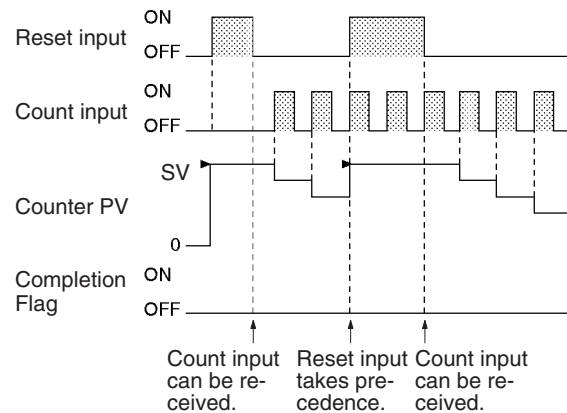 Reset input
ON
OFF
Count input
ON
OFF
Counter PV
SV
0
Completion
Flag
ON
OFF
Count input
can be re-
ceived.
Reset input
takes pre-
cedence.
Count input
can be re-
ceived.